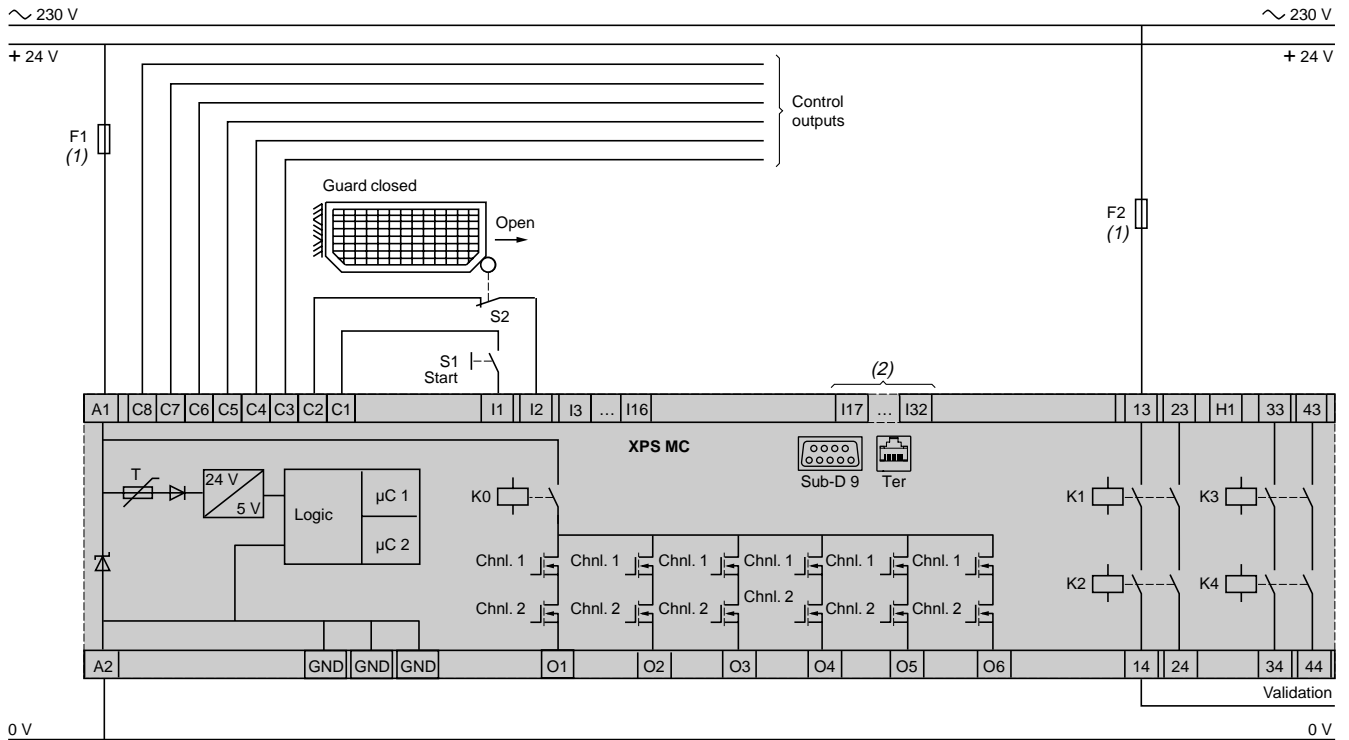 ∼ 230 V ∼ 230 V
+ 24 V + 24 V
Control
outputs
F1
(1)
Guard closed
Open
F2
(1)
S2
S1
Start
(2)
A1 C8 C7 C6 C5 C4 C3 C2 C1 I1 I2 I3 … I16 I17 … I32 13 23 H1 33 43
XPS MC
T
24 V
5 V
Logic
µC 1
µC 2
K0
Sub-D 9 Ter
K1 K3
Chnl. 1 Chnl. 1 Chnl. 1 Chnl. 1 Chnl. 1 Chnl. 1
K2 K4
Chnl. 2 Chnl. 2 Chnl. 2 Chnl. 2 Chnl. 2 Chnl. 2
A2 GND GND GND O1 O2 O3 O4 O5 O6 14 24 34 44
Validation
0 V 0 V